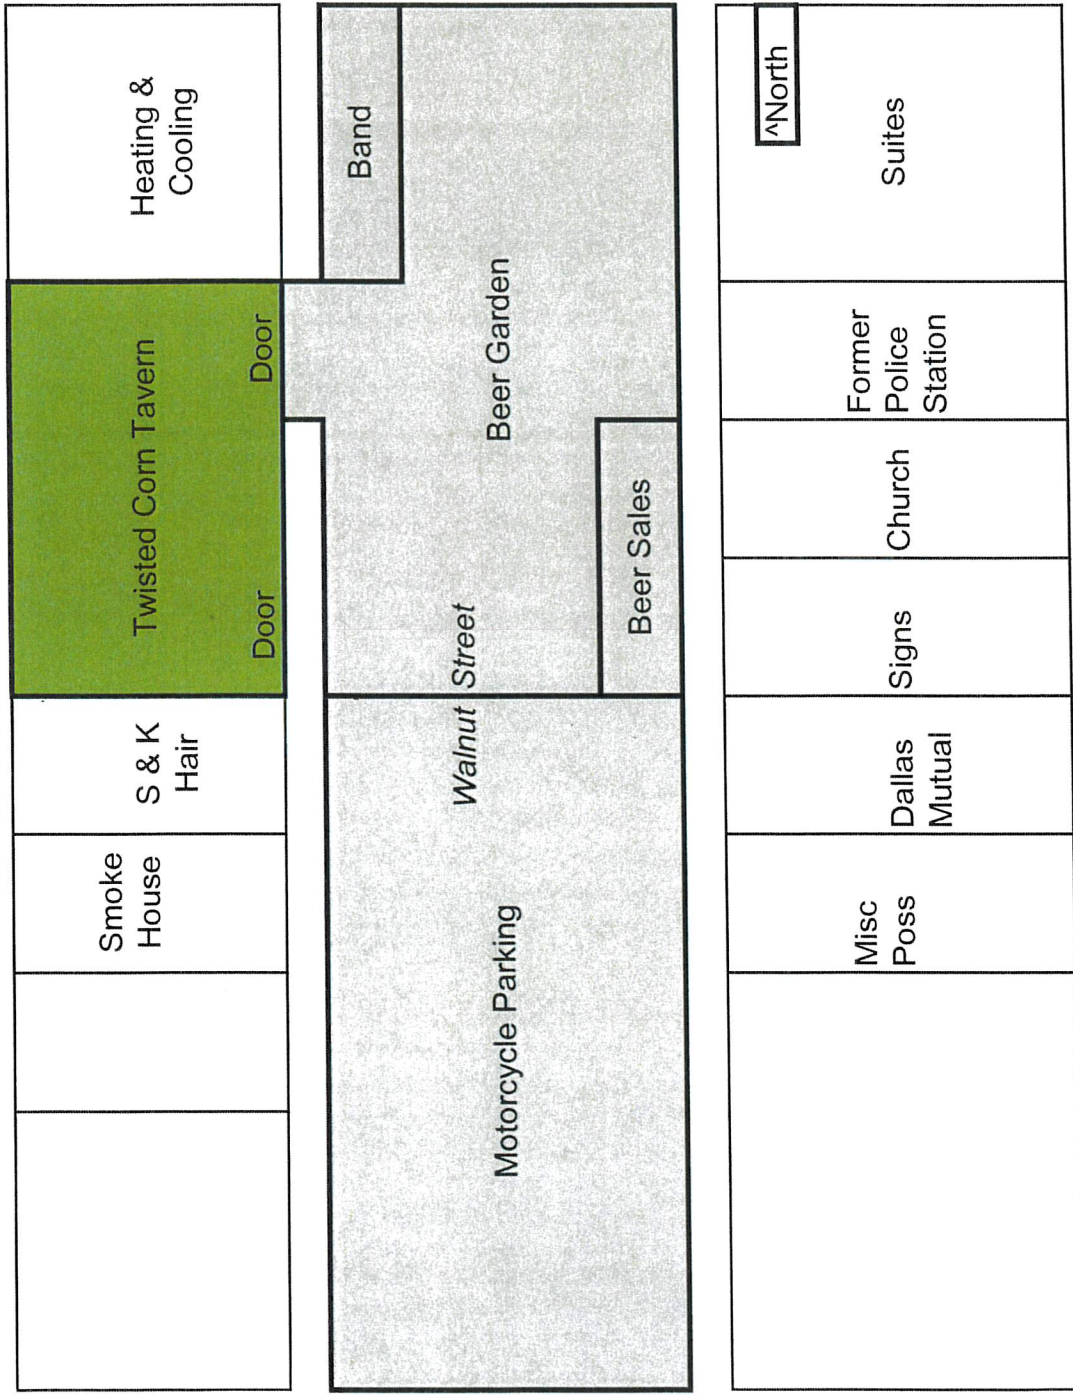 Smoke
House
S & K
Hair
Twisted Corn Tavern
Door
Door
Heating &
Cooling
Band
Walnut Street
Motorcycle Parking
Beer Garden
Beer Sales
^North
Misc
Poss
Dallas
Mutual
Signs
Church
Former
Police
Station
Suites